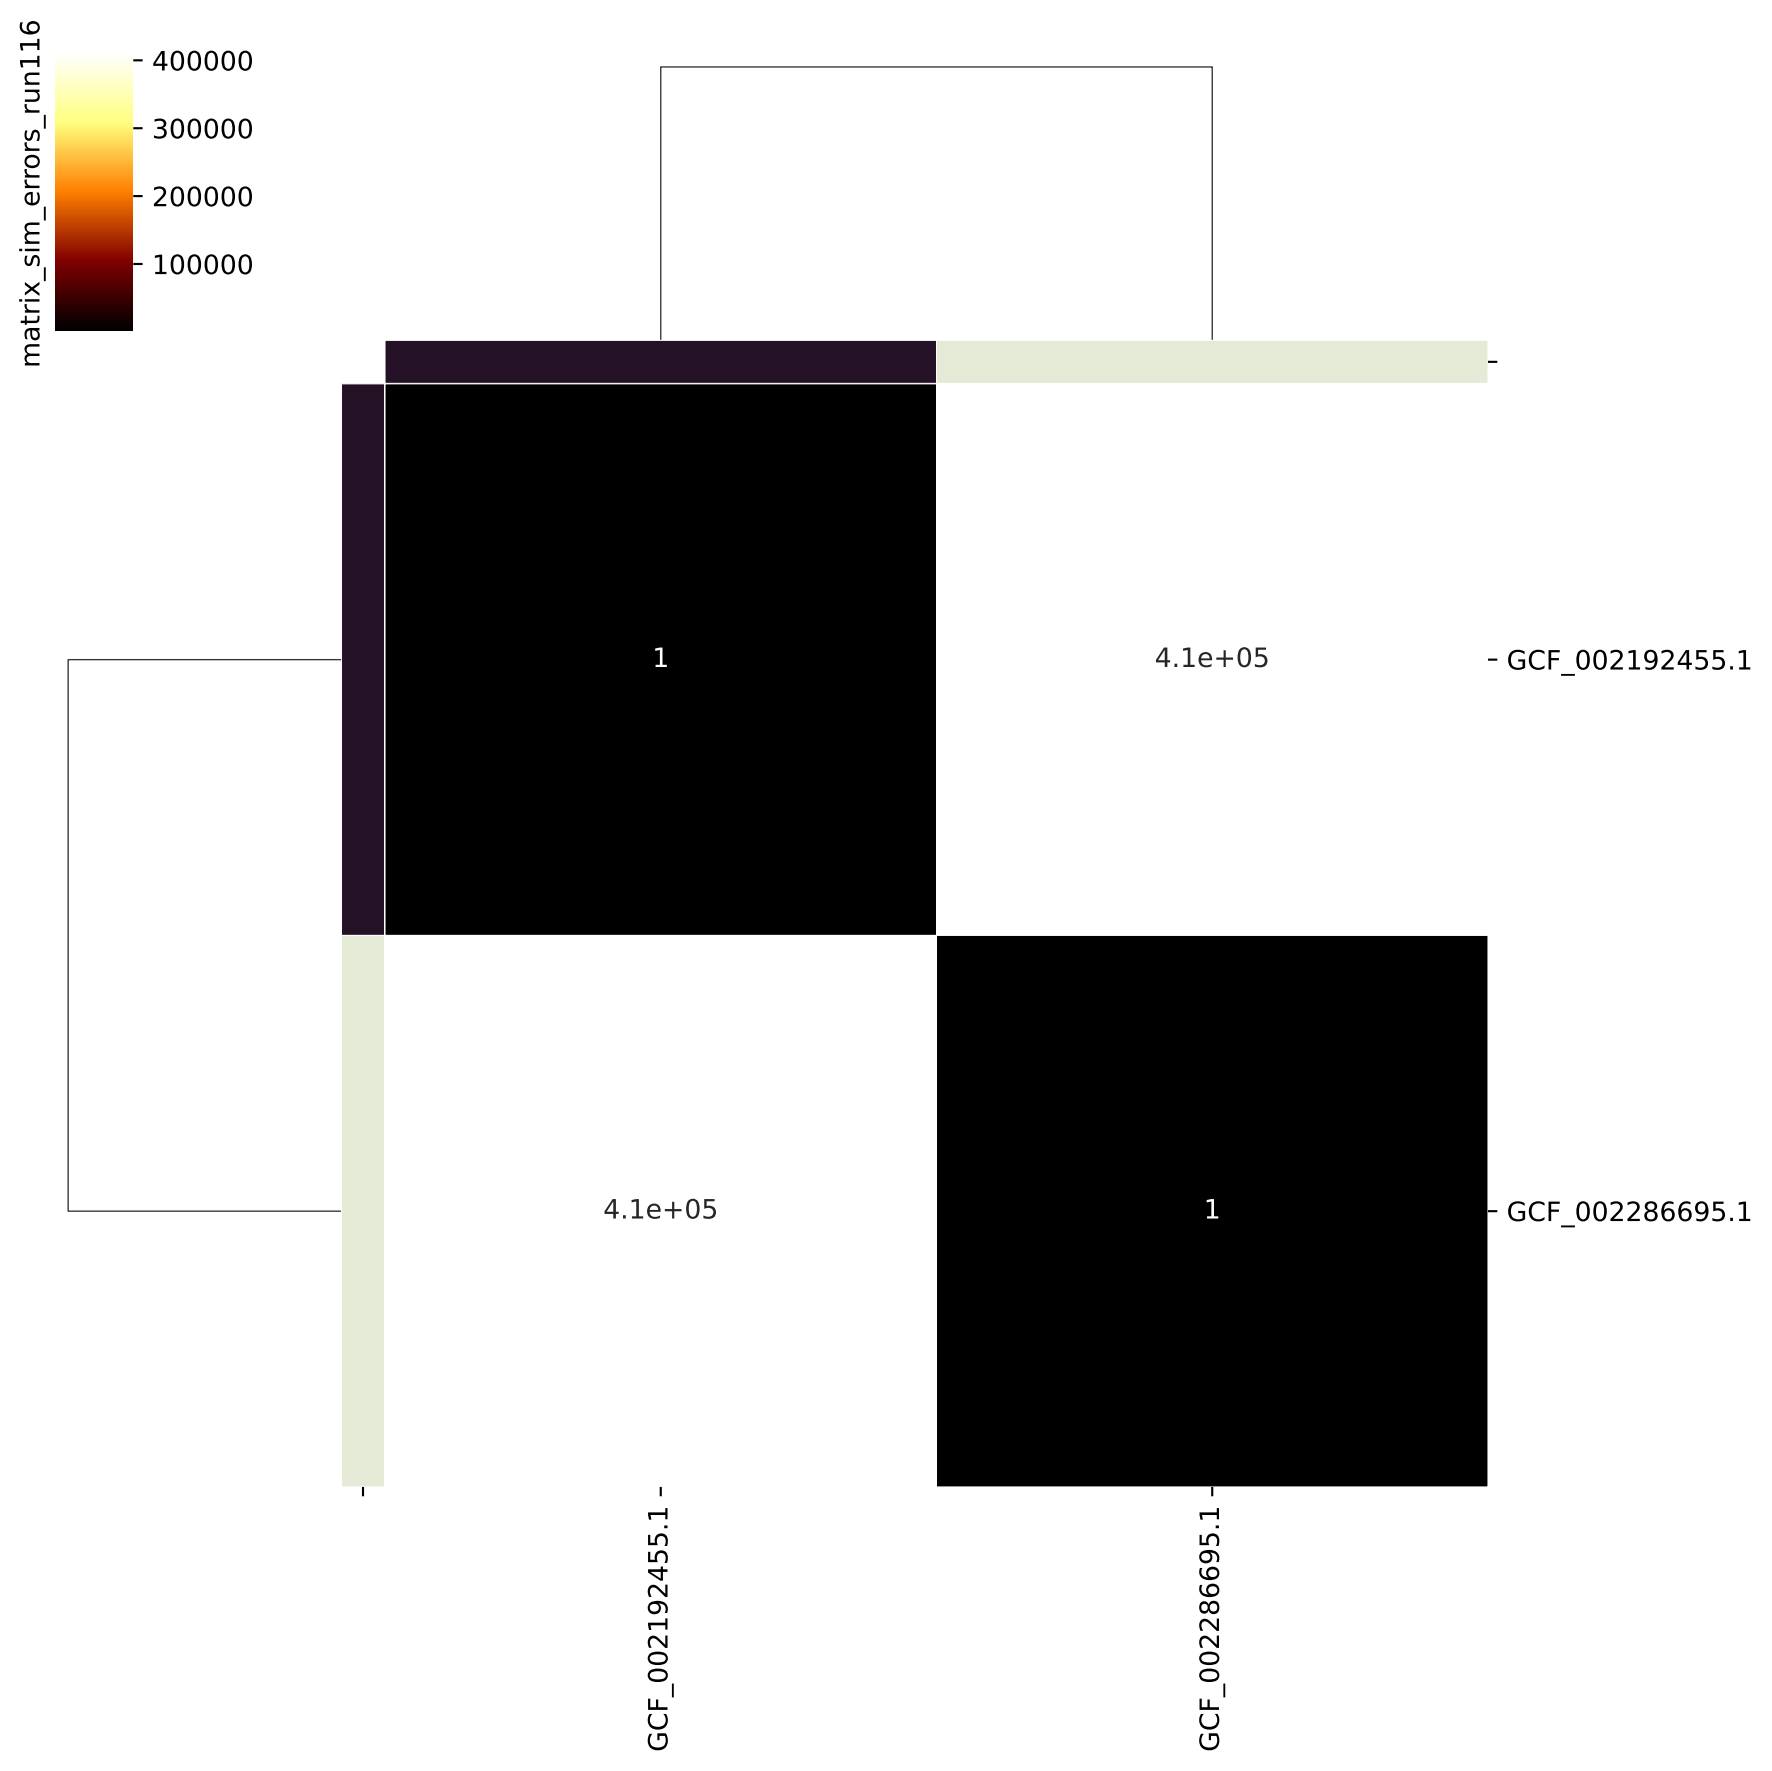 matrix_sim_errors_run116
400000
300000
200000
100000
1
4.1e+05
GCF_002192455.1
4.1e+05
1
GCF_002286695.1
GCF_002192455.1
GCF_002286695.1